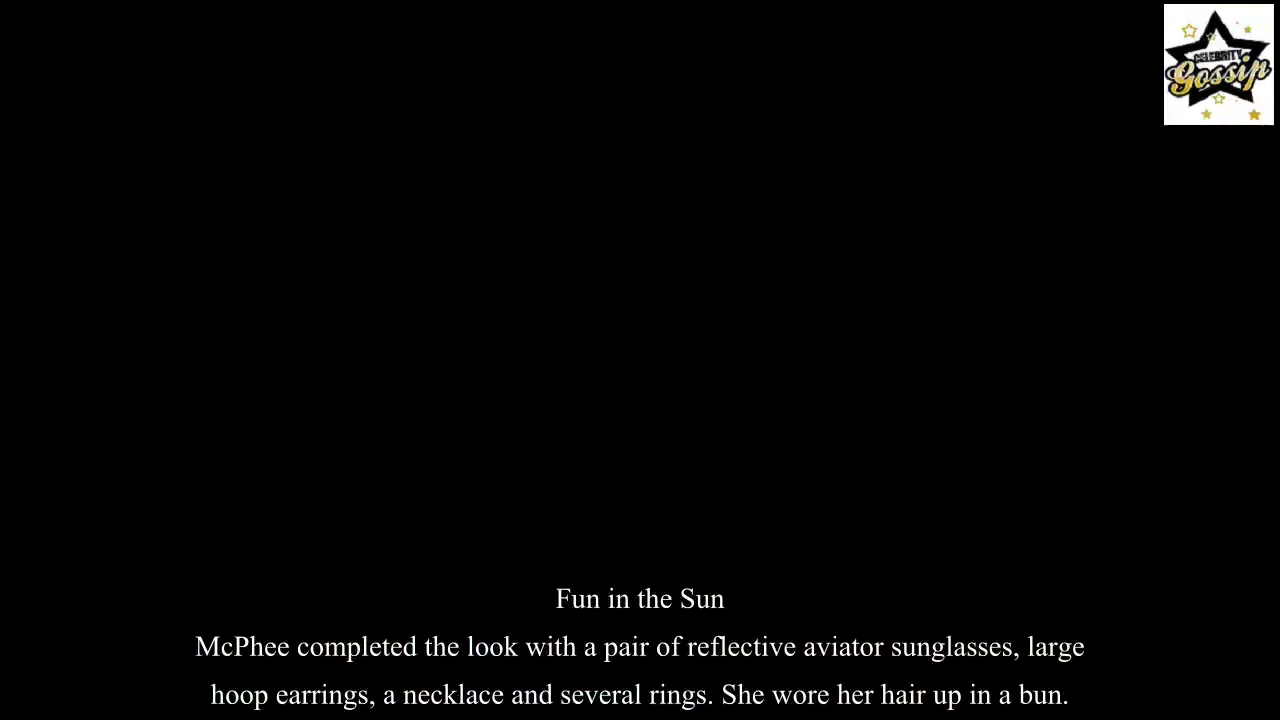 CELEBRITY
Gossip
Fun in the Sun
McPhee completed the look with a pair of reflective aviator sunglasses, large
hoop earrings, a necklace and several rings. She wore her hair up in a bun.